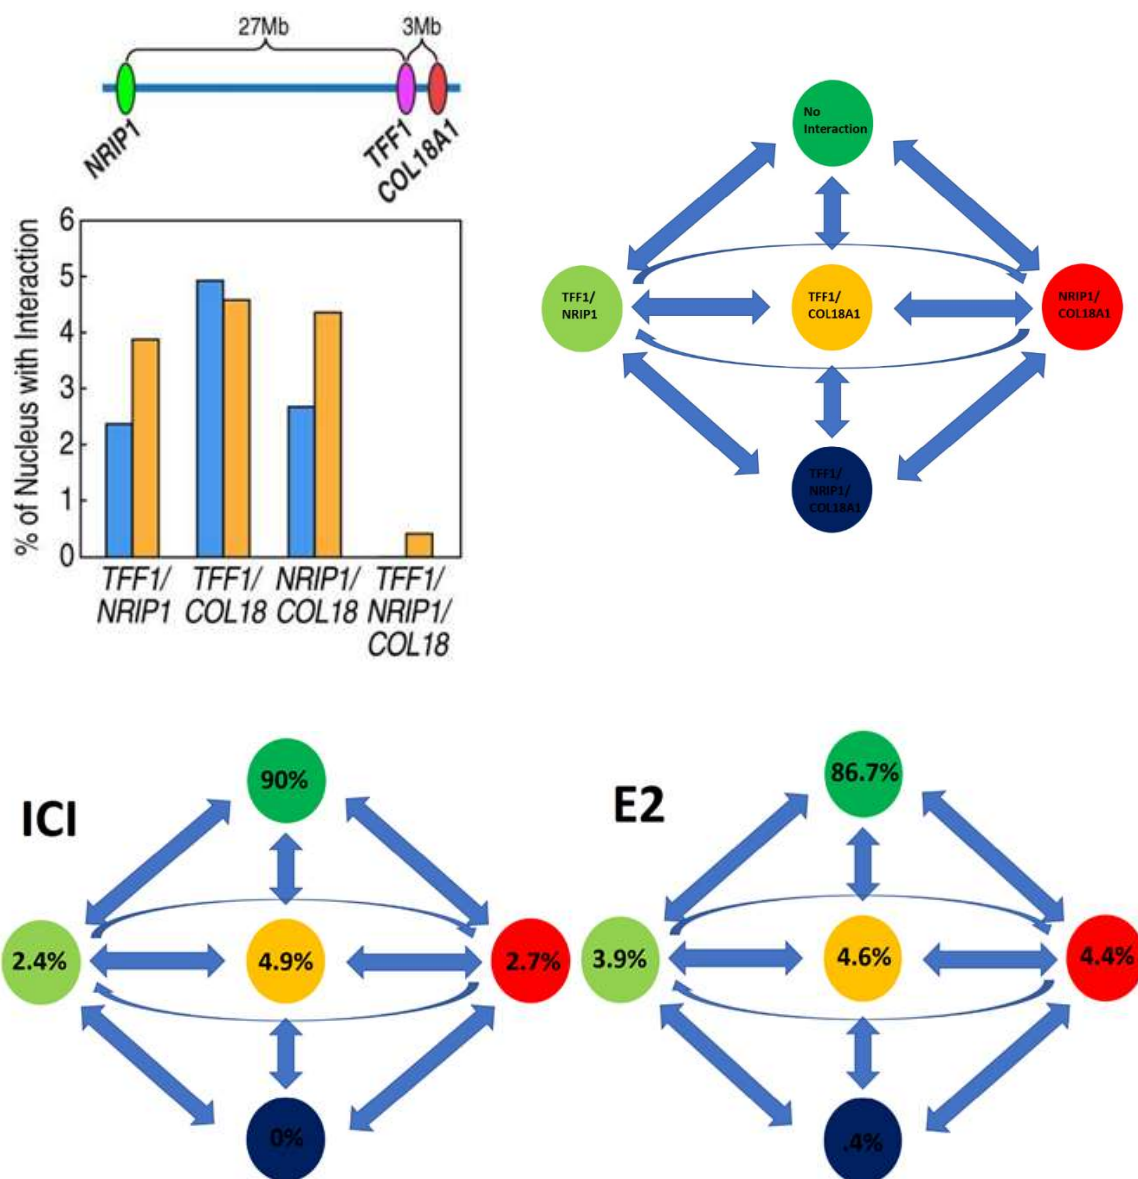 27Mb
3Mb
NRIP1
TFF1
COL18A1
% of Nucleus with Interaction
6
5
4
3
2
1
0
TFF1/
NRIP1
TFF1/
COL18
NRIP1/
COL18
TFF1/
NRIP1/
COL18
No
Interaction
TFF1/
NRIP1
TFF1/
COL18A1
NRIP1/
COL18A1
TFF1/
NRIP1/
COL18A1
ICI
90%
2.4%
4.9%
2.7%
0%
E2
86.7%
3.9%
4.6%
4.4%
.4%